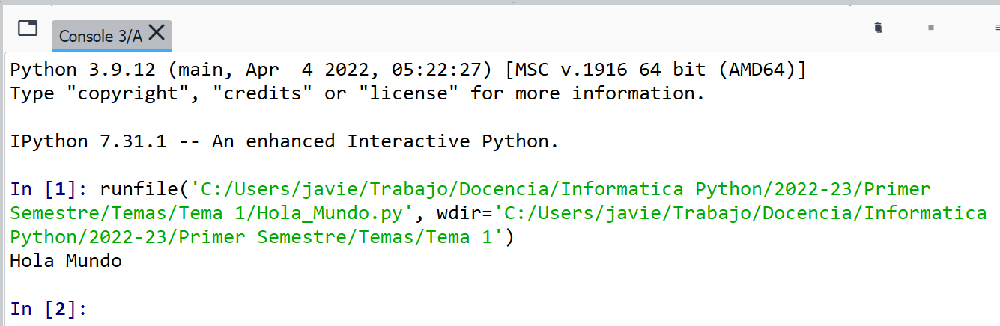 Console 3/A
Python 3.9.12 (main, Apr  4 2022, 05:22:27) [MSC v.1916 64 bit (AMD64)]
Type "copyright", "credits" or "license" for more information.
IPython 7.31.1 -- An enhanced Interactive Python.
In [1]: runfile('C:/Users/javie/Trabajo/Docencia/Informatica Python/2022-23/Primer
Semestre/Temas/Tema 1/Hola_Mundo.py', wdir='C:/Users/javie/Trabajo/Docencia/Informatica
Python/2022-23/Primer Semestre/Temas/Tema 1')
Hola Mundo
In [2]: